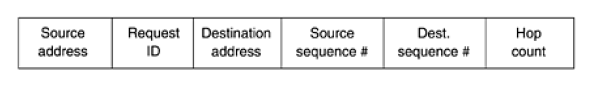 Source
address
Request
ID
Destination
address
Source
sequence #
Dest.
sequence #
Hop
count